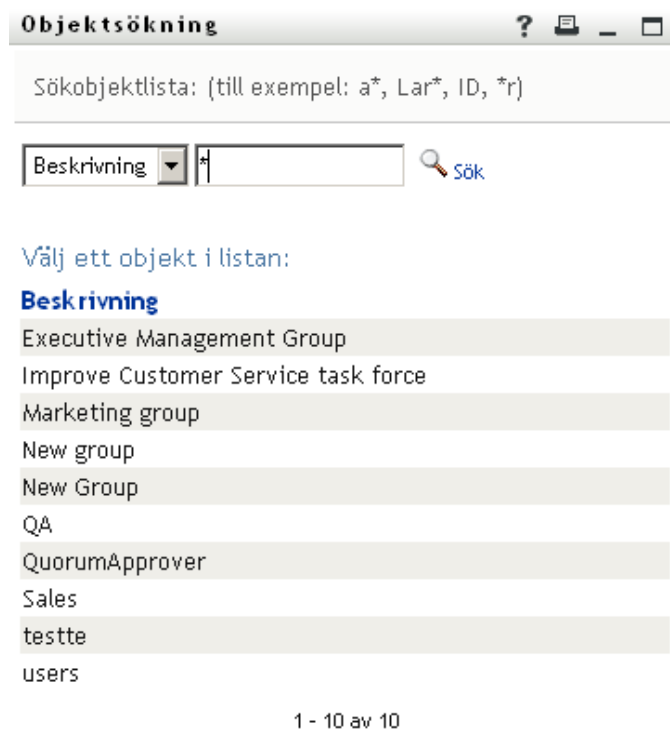 Objektsökning ?
Sökobjektlista: (till exempel: a*, Lar*, ID, *r)
Beskrivning * Sök
Välj ett objekt i listan:
Beskrivning
Executive Management Group
Improve Customer Service task force
Marketing group
New group
New Group
QA
QuorumApprover
Sales
testte
users
1 - 10 av 10